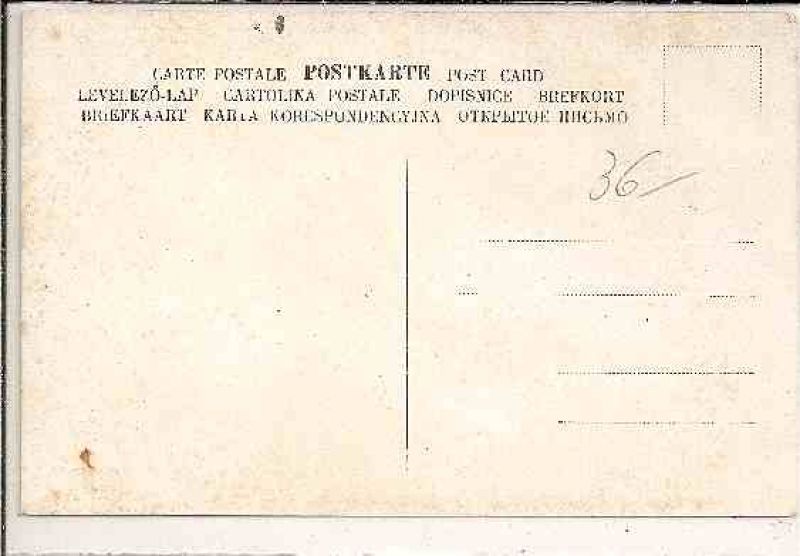 CARTE POSTALE POSTKARTE POST CARD
LEVELEZŐ-LAP CARTOLINA POSTALE DOPISNICE BREFKORT
BRIEFKAART KARTA KORESPONDENCYJNA ОТКРЫТОЕ ПИСЬМО
36—